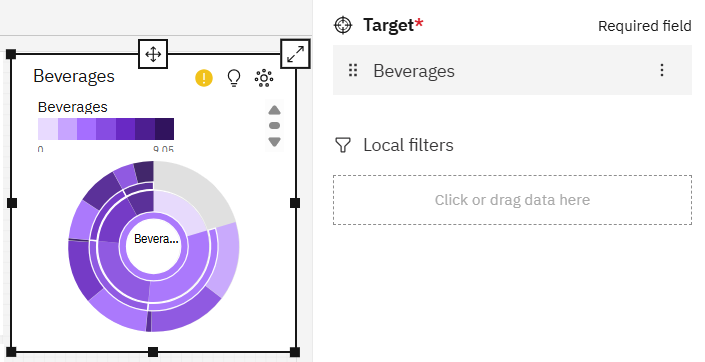 Target*
Required field
Beverages
Beverages
Beverages
0
9.05
Local filters
Click or drag data here
Bevera...